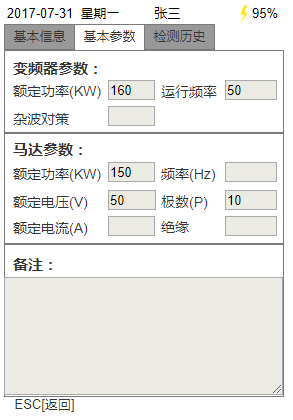 2017-07-31 星期一 张三 95%
基本信息 基本参数 检测历史
变频器参数：
额定功率(KW) 160 运行频率 50
杂波对策
马达参数：
额定功率(KW) 150 频率(Hz)
额定电压(V) 50 极数(P) 10
额定电流(A) 绝缘
备注：
ESC[返回]